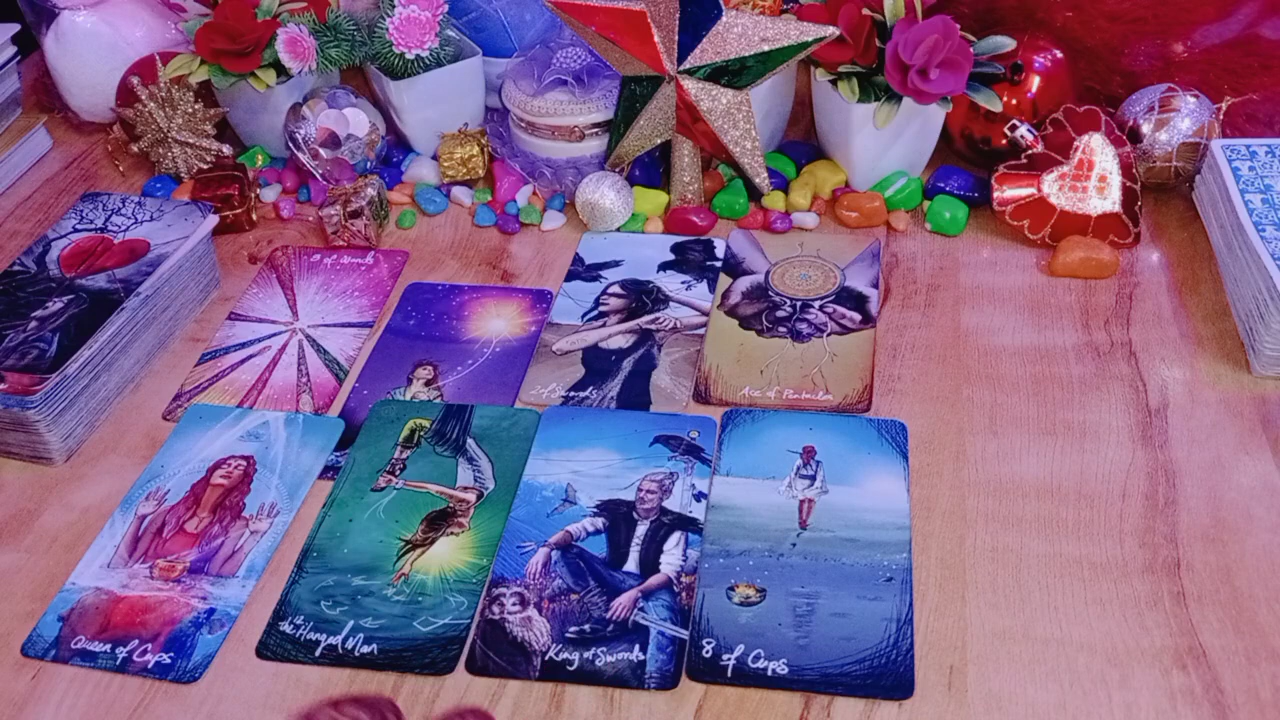 8 of Wands
2 of Swords
Ace of Pentacles
Queen of Cups
the Hanged Man
King of Swords
8 of Cups